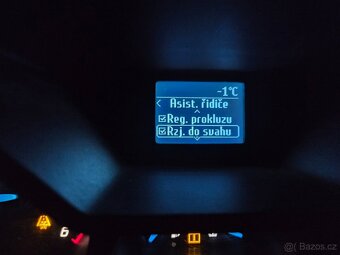 -1°C
< Asist. řidiče
Reg. prokluzu
Rzj. do svahu
© Bazos.cz